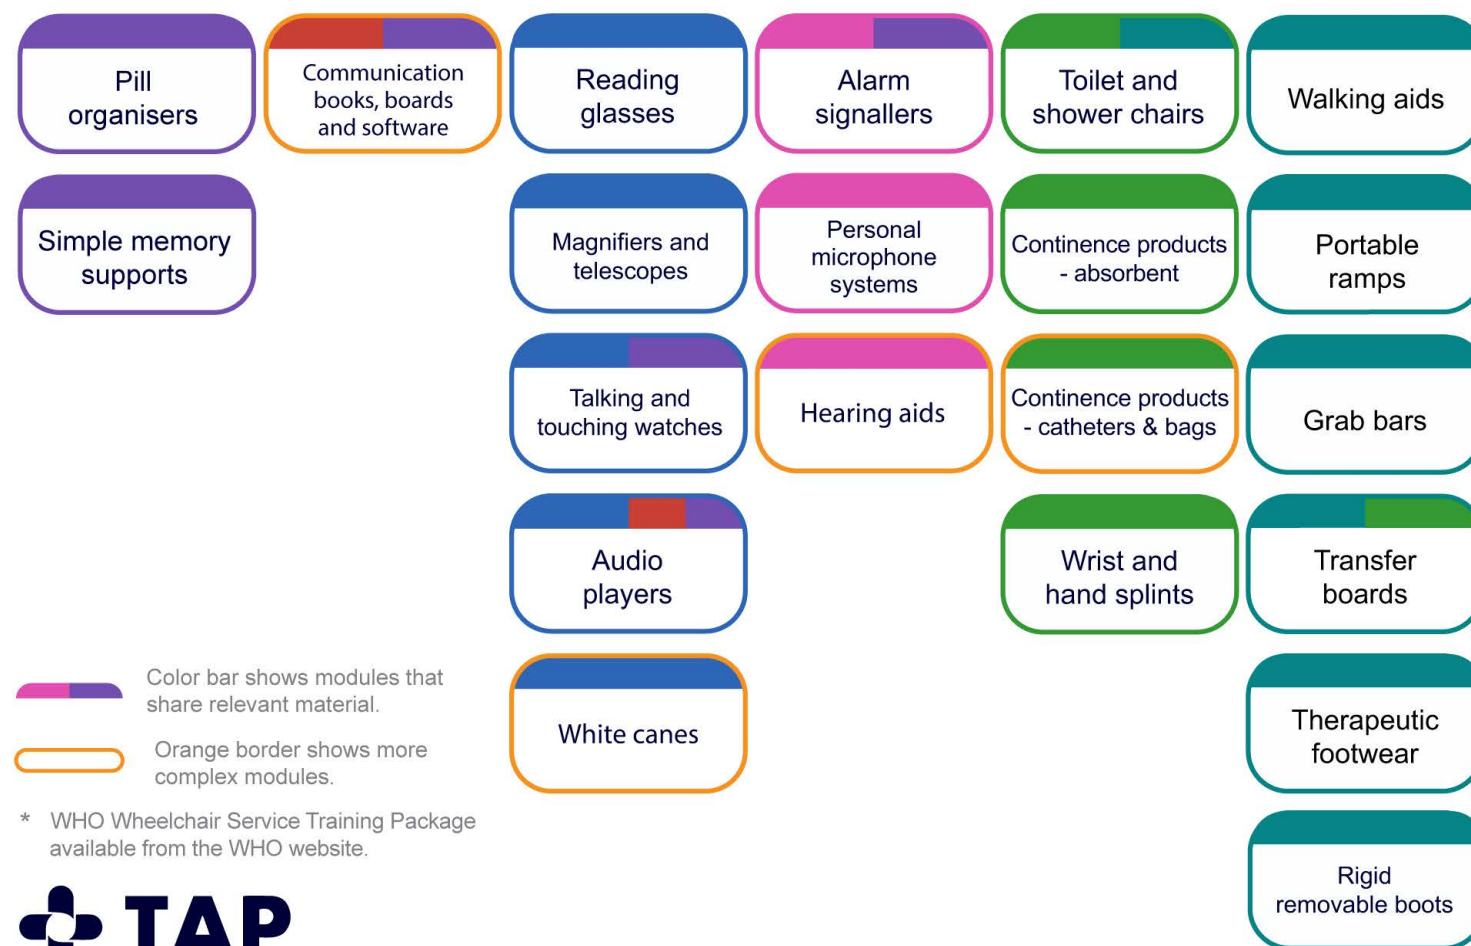 Pill
organisers
Communication
books, boards
and software
Reading
glasses
Alarm
signallers
Toilet and
shower chairs
Walking aids
Simple memory
supports
Magnifiers and
telescopes
Personal
microphone
systems
Continence products
- absorbent
Portable
ramps
Talking and
touching watches
Hearing aids
Continence products
- catheters & bags
Grab bars
Audio
players
Wrist and
hand splints
Transfer
boards
White canes
Therapeutic
footwear
Rigid
removable boots
Color bar shows modules that
share relevant material.
Orange border shows more
complex modules.
* WHO Wheelchair Service Training Package
available from the WHO website.
TAP